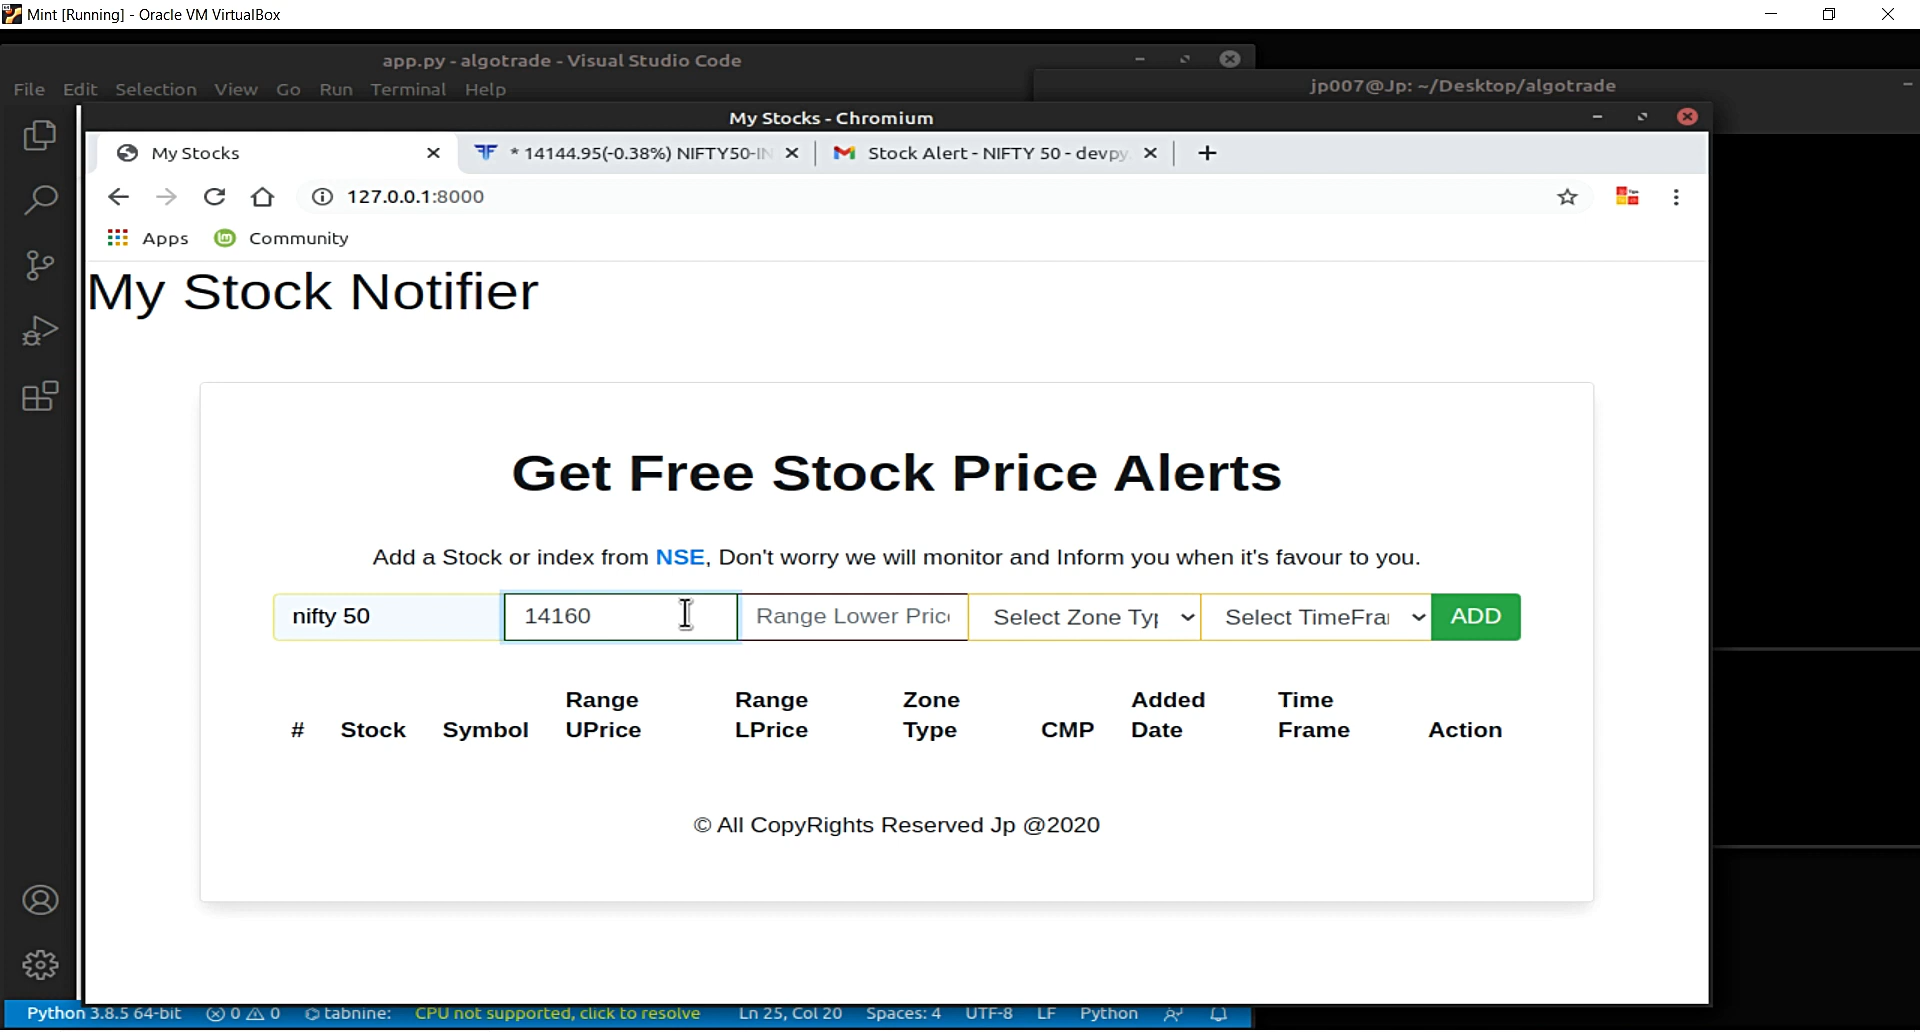 Mint [Running] - Oracle VM VirtualBox
app.py - algotrade - Visual Studio Code
File Edit Selection View Go Run Terminal Help
jp007@Jp: ~/Desktop/algotrade
My Stocks - Chromium
My Stocks
* 14144.95(-0.38%) NIFTY50-IN
Stock Alert - NIFTY 50 - devpy
127.0.0.1:8000
Apps
Community
My Stock Notifier
Get Free Stock Price Alerts
Add a Stock or index from NSE, Don't worry we will monitor and Inform you when it's favour to you.
nifty 50
14160
Range Lower Pric
Select Zone Typ
Select TimeFra
ADD
# Stock Symbol Range UPrice Range LPrice Zone Type CMP Added Date Time Frame Action
© All CopyRights Reserved Jp @2020
Python 3.8.5 64-bit 0 0 tabnine: CPU not supported, click to resolve Ln 25, Col 20 Spaces: 4 UTF-8 LF Python